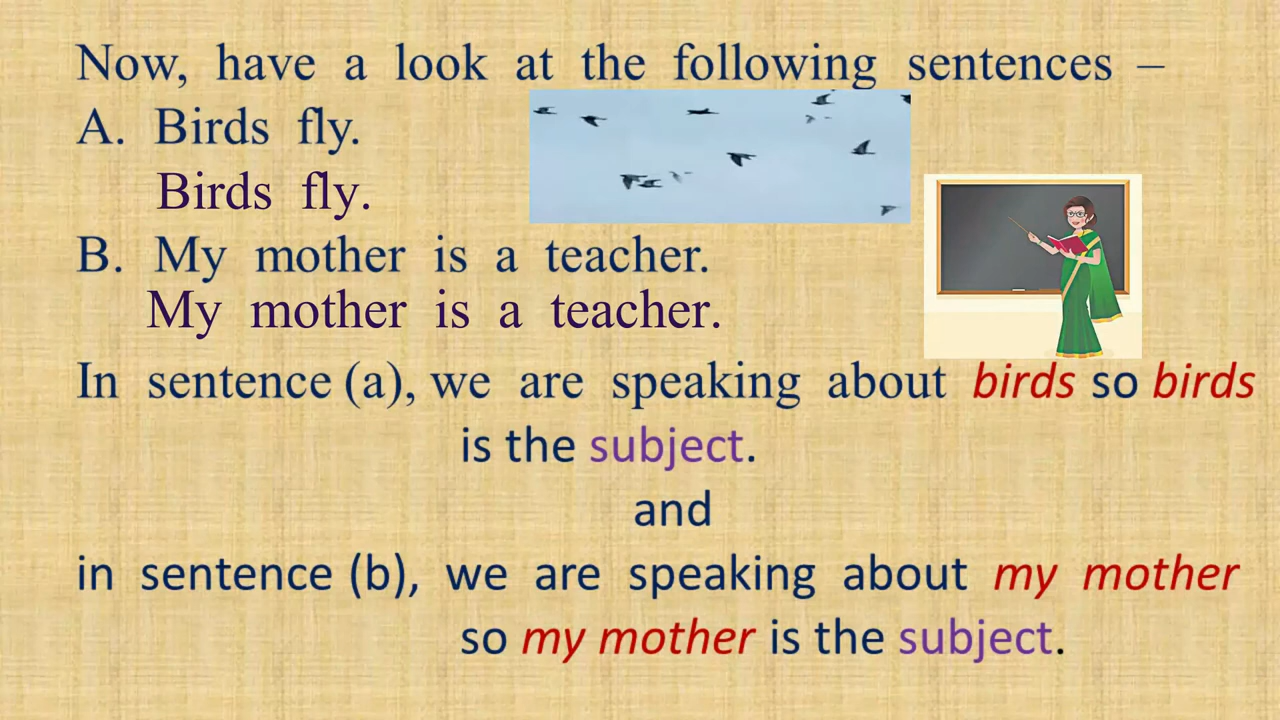 Now, have a look at the following sentences –
A. Birds fly.
Birds fly.
B. My mother is a teacher.
My mother is a teacher.
In sentence (a), we are speaking about birds so birds
is the subject.
and
in sentence (b), we are speaking about my mother
so my mother is the subject.